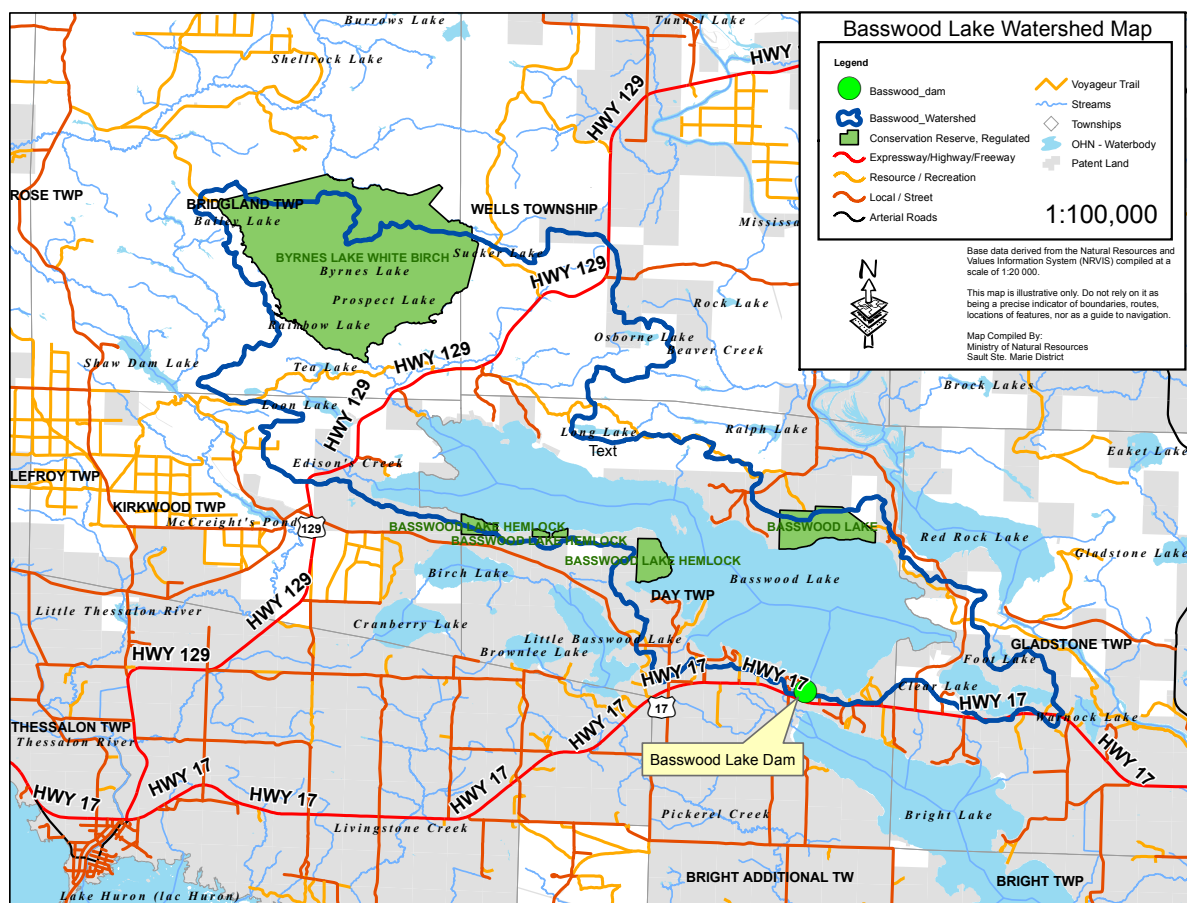 Basswood Lake Watershed Map
Legend
Basswood_dam
Basswood_Watershed
Conservation Reserve, Regulated
Expressway/Highway/Freeway
Resource / Recreation
Local / Street
Arterial Roads
Voyageur Trail
Streams
Townships
OHN - Waterbody
Patent Land
1:100,000
Base data derived from the Natural Resources and
Values Information System (NRVIS) compiled at a
scale of 1:20 000.
This map is illustrative only. Do not rely on it as
being a precise indicator of boundaries, routes,
locations of features, nor as a guide to navigation.
Map Compiled By:
Ministry of Natural Resources
Sault Ste. Marie District
N
Burrows Lake
Tunnel Lake
Shellrock Lake
HWY
HWY 129
ROSE TWP
BRIDGLAND TWP
Bailey Lake
WELLS TOWNSHIP
Mississa
Sucker Lake
BYRNES LAKE WHITE BIRCH
Byrnes Lake
HWY 129
Prospect Lake
Rock Lake
Rainbow Lake
Osborne Lake
Beaver Creek
Shaw Dam Lake
Tea Lake
HWY 129
Brock Lakes
Loon Lake
HWY 129
Long Lake
Ralph Lake
Text
Eaket Lake
Edison's Creek
LEFROY TWP
KIRKWOOD TWP
McCreight's Pond
129
BASSWOOD LAKE HEMLOCK
BASSWOOD LAKE HEMLOCK
BASSWOOD LAKE
Red Rock Lake
Gladstone Lake
BASSWOOD LAKE HEMLOCK
Birch Lake
Basswood Lake
HWY 129
DAY TWP
Little Thessalon River
Cranberry Lake
Little Basswood Lake
Brownlee Lake
GLADSTONE TWP
Foot Lake
HWY 129
HWY 17
HWY 17
Clear Lake
HWY 17
17
Warnock Lake
THESSALON TWP
Thessalon River
HWY 17
Basswood Lake Dam
HWY 17
HWY 17
HWY 17
HWY 17
HWY 17
Livingstone Creek
Pickerel Creek
Bright Lake
BRIGHT ADDITIONAL TW
BRIGHT TWP
Lake Huron (lac Huron)